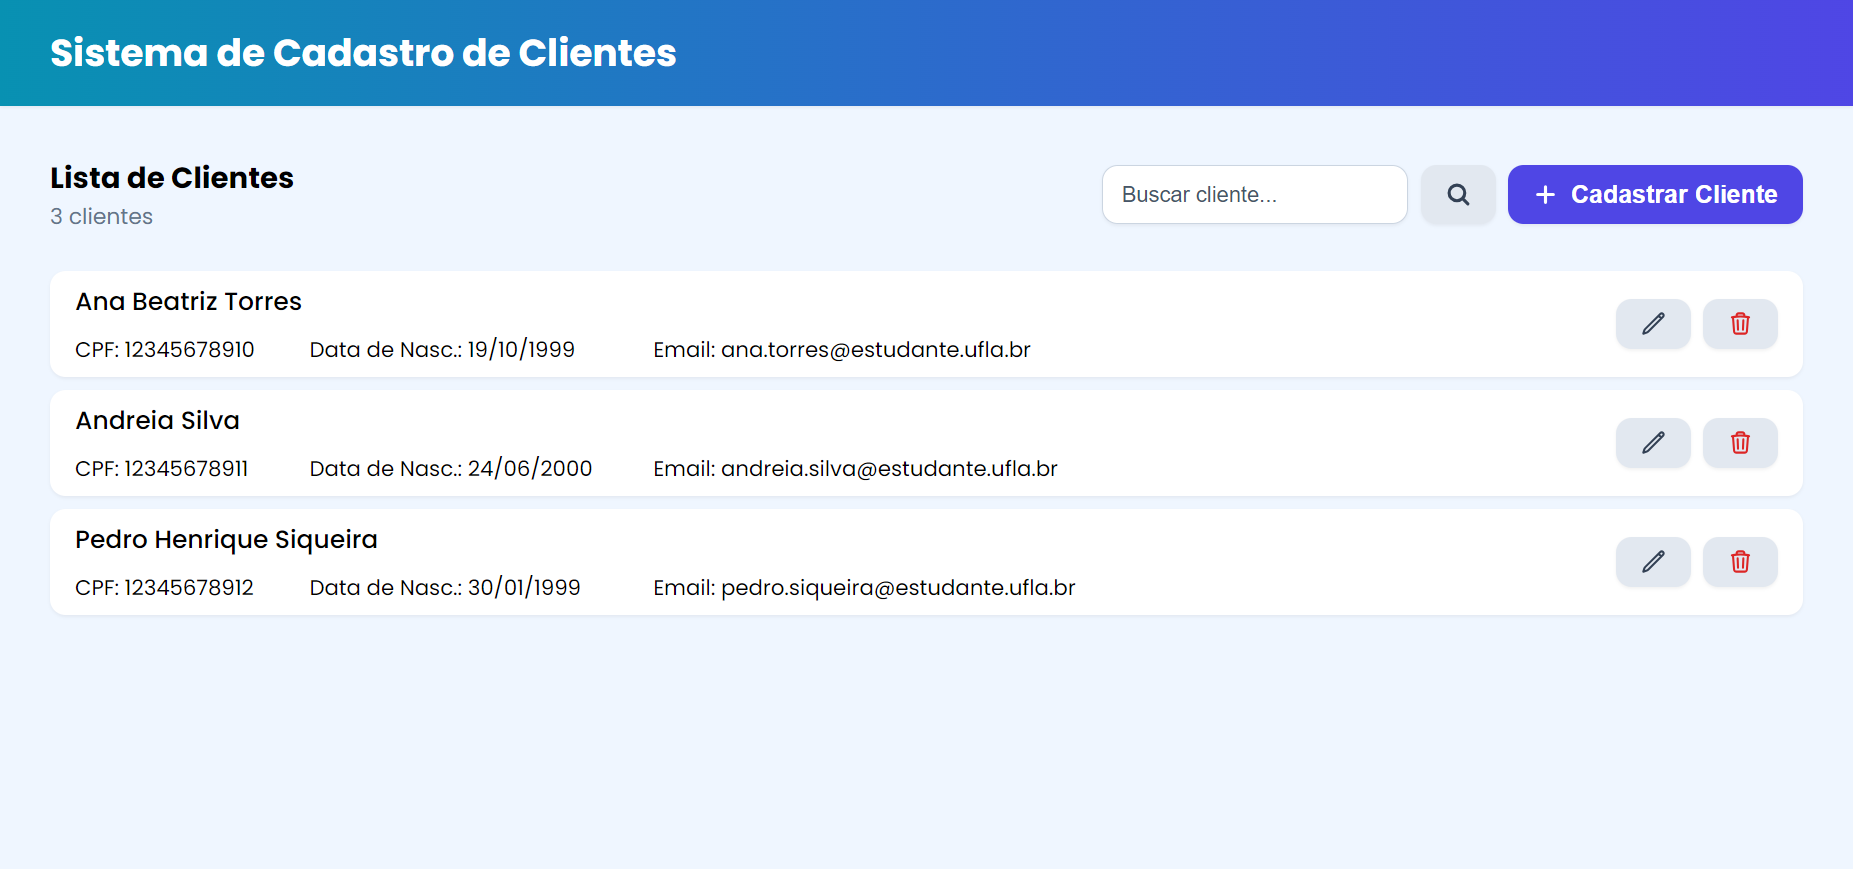 Sistema de Cadastro de Clientes
Lista de Clientes
3 clientes
Buscar cliente...
Cadastrar Cliente
Ana Beatriz Torres
CPF: 12345678910 Data de Nasc.: 19/10/1999 Email: ana.torres@estudante.ufla.br
Andreia Silva
CPF: 12345678911 Data de Nasc.: 24/06/2000 Email: andreia.silva@estudante.ufla.br
Pedro Henrique Siqueira
CPF: 12345678912 Data de Nasc.: 30/01/1999 Email: pedro.siqueira@estudante.ufla.br